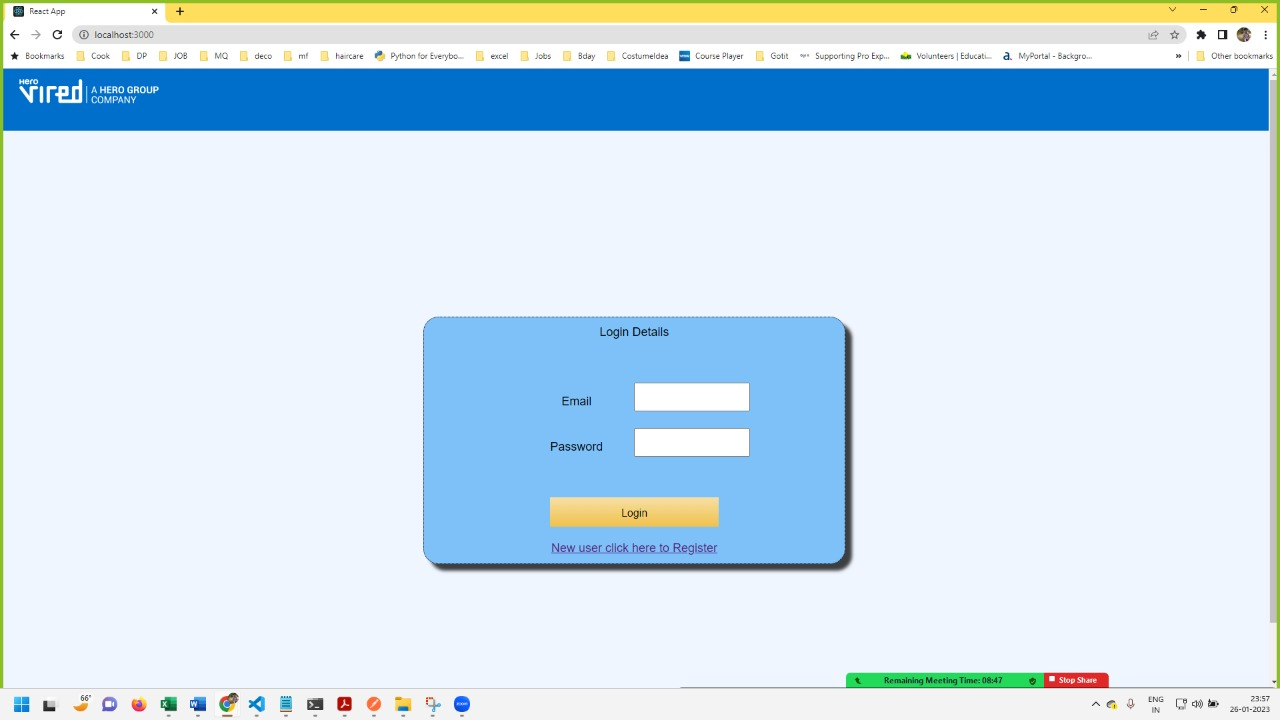 React App
localhost:3000
Bookmarks Cook DP JOB MQ deco mf haircare Python for Everybo... excel Jobs Bday CostumeIdea Course Player Gotit Supporting Pro Exp... Volunteers | Educati... MyPortal - Backgro... » Other bookmarks
Hero
vired | A HERO GROUP
COMPANY
Login Details
Email
Password
Login
New user click here to Register
Remaining Meeting Time: 08:47 Stop Share
66°
ENG
IN
23:57
26-01-2023